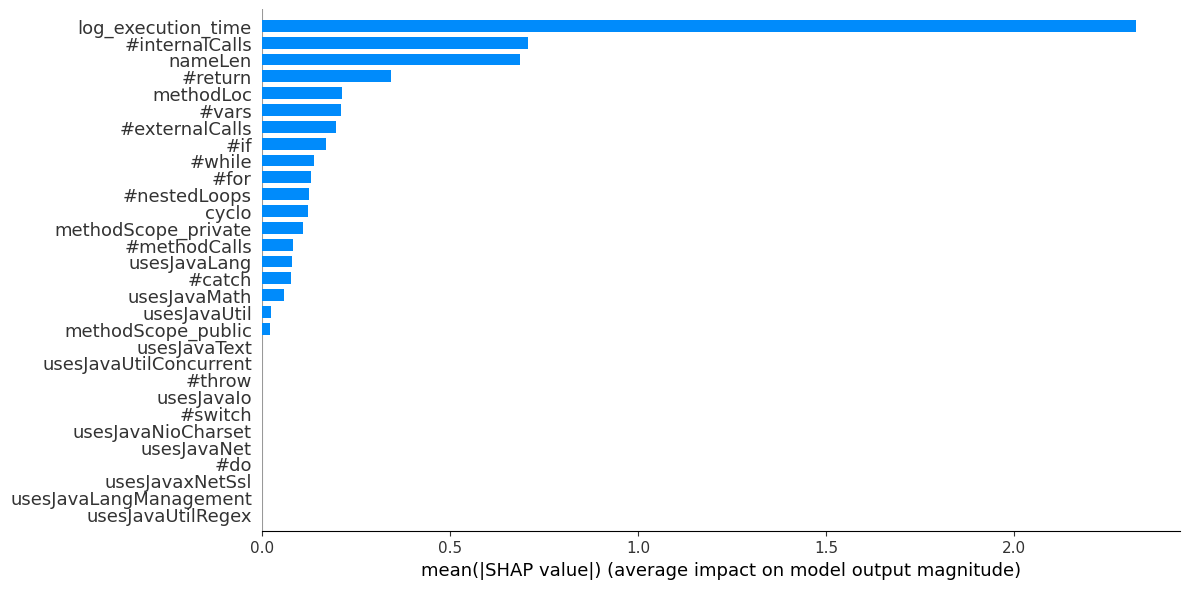 log_execution_time
#internalCalls
nameLen
#return
methodLoc
#vars
#externalCalls
#if
#while
#for
#nestedLoops
cyclo
methodScope_private
#methodCalls
usesJavaLang
#catch
usesJavaMath
usesJavaUtil
methodScope_public
usesJavaText
usesJavaUtilConcurrent
#throw
usesJavaIo
#switch
usesJavaNioCharset
usesJavaNet
#do
usesJavaxNetSsl
usesJavaLangManagement
usesJavaUtilRegex
0.0 0.5 1.0 1.5 2.0
mean(|SHAP value|) (average impact on model output magnitude)